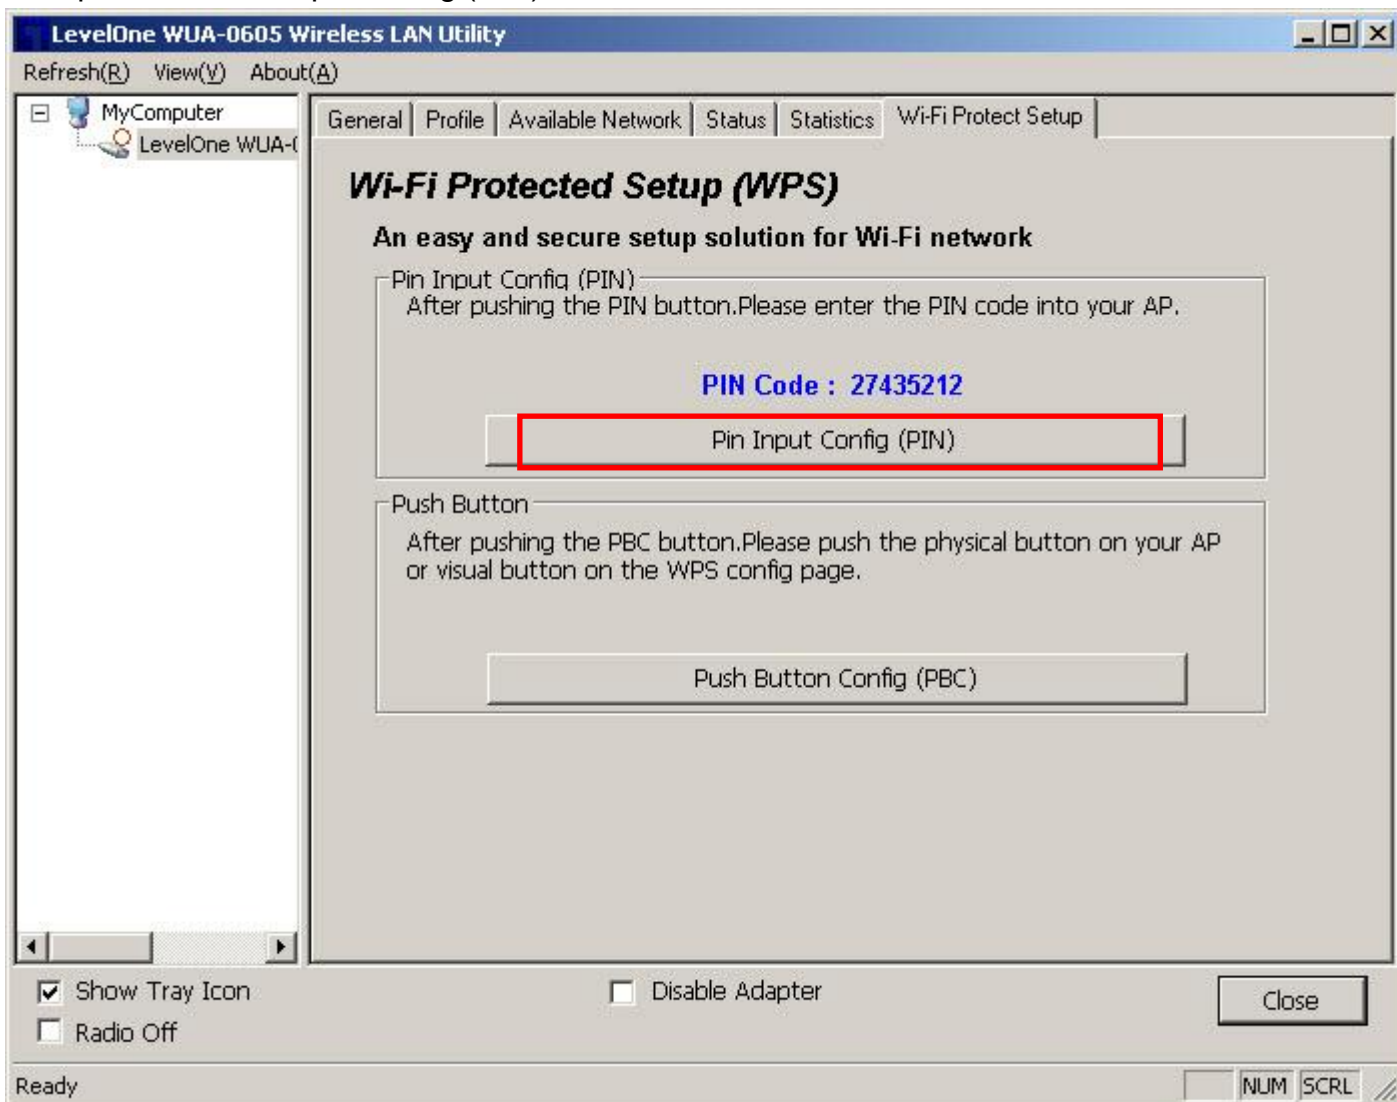 LevelOne WUA-0605 Wireless LAN Utility
Refresh(R) View(V) About(A)
MyComputer
LevelOne WUA-(
General Profile Available Network Status Statistics Wi-Fi Protect Setup
Wi-Fi Protected Setup (WPS)
An easy and secure setup solution for Wi-Fi network
Pin Input Config (PIN)
After pushing the PIN button.Please enter the PIN code into your AP.
PIN Code : 27435212
Pin Input Config (PIN)
Push Button
After pushing the PBC button.Please push the physical button on your AP
or visual button on the WPS config page.
Push Button Config (PBC)
Show Tray Icon
Disable Adapter
Close
Radio Off
Ready
NUM SCRL